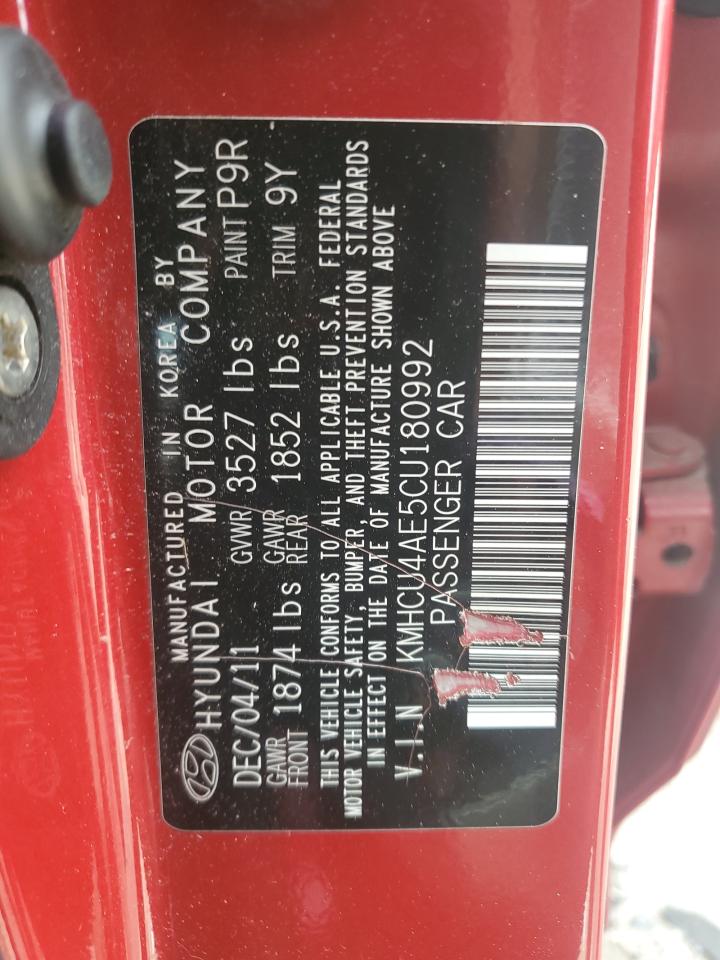 MANUFACTURED IN KOREA BY
HYUNDAI MOTOR COMPANY
DEC/04/11 GVWR 3527 lbs PAINT P9R
GAWR FRONT 1874 lbs GAWR REAR 1852 lbs TRIM 9Y
THIS VEHICLE CONFORMS TO ALL APPLICABLE U.S.A. FEDERAL
MOTOR VEHICLE SAFETY, BUMPER, AND THEFT PREVENTION STANDARDS
IN EFFECT ON THE DATE OF MANUFACTURE SHOWN ABOVE
V.I.N KMHCU4AE5CU180992
PASSENGER CAR